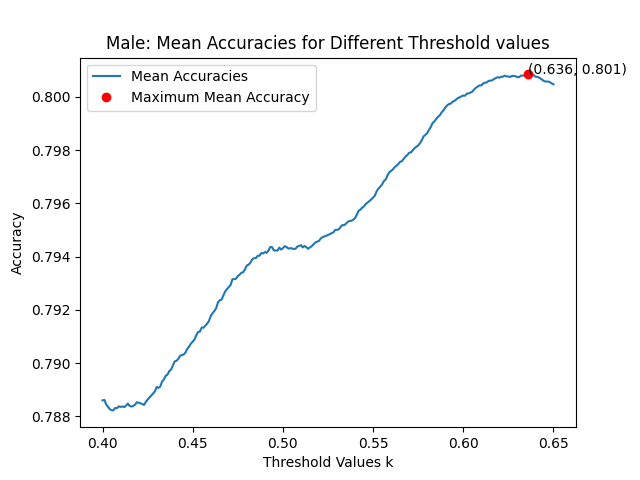 Male: Mean Accuracies for Different Threshold values
Mean Accuracies
Maximum Mean Accuracy
(0.636, 0.801)
0.800
0.798
0.796
0.794
0.792
0.790
0.788
Accuracy
0.40 0.45 0.50 0.55 0.60 0.65
Threshold Values k